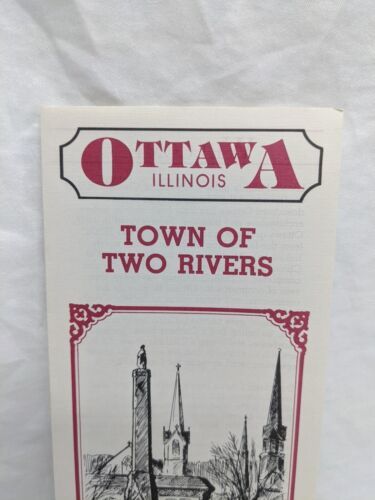 OTTAWA
ILLINOIS
TOWN OF
TWO RIVERS